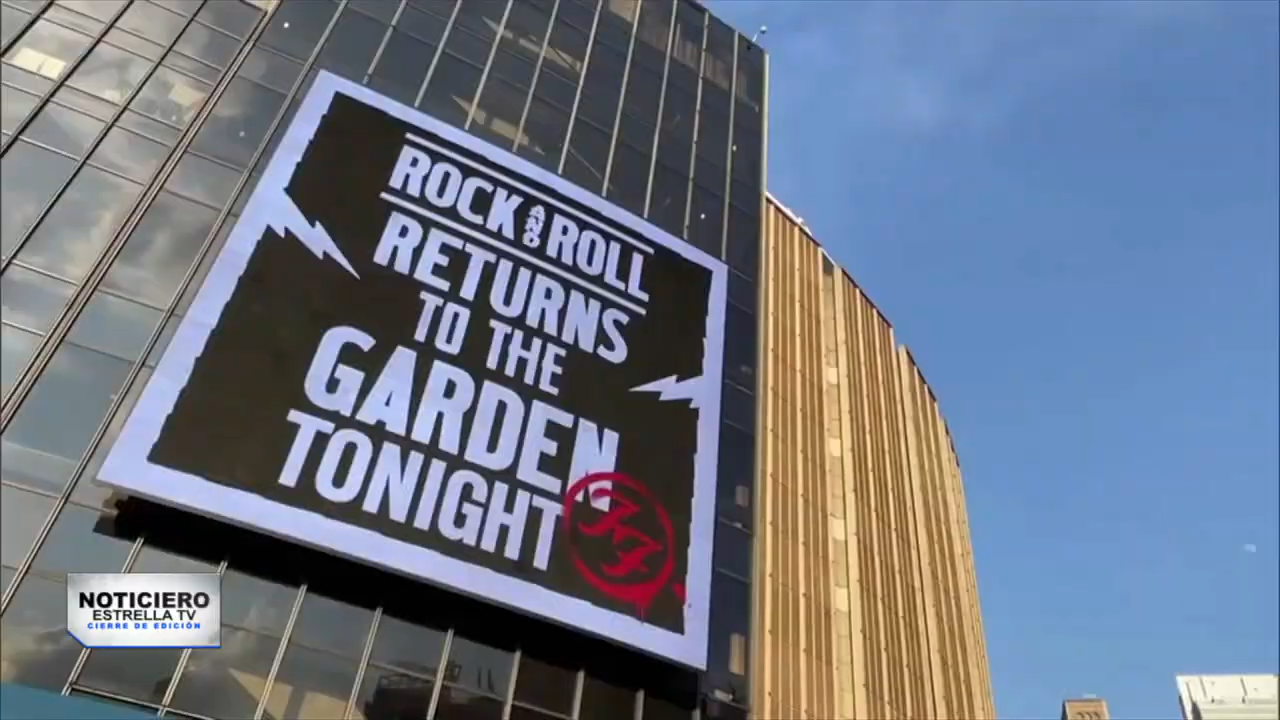 ROCK AND ROLL
RETURNS
TO THE
GARDEN
TONIGHT
FF
NOTICIERO
ESTRELLA TV
CIERRE DE EDICIÓN